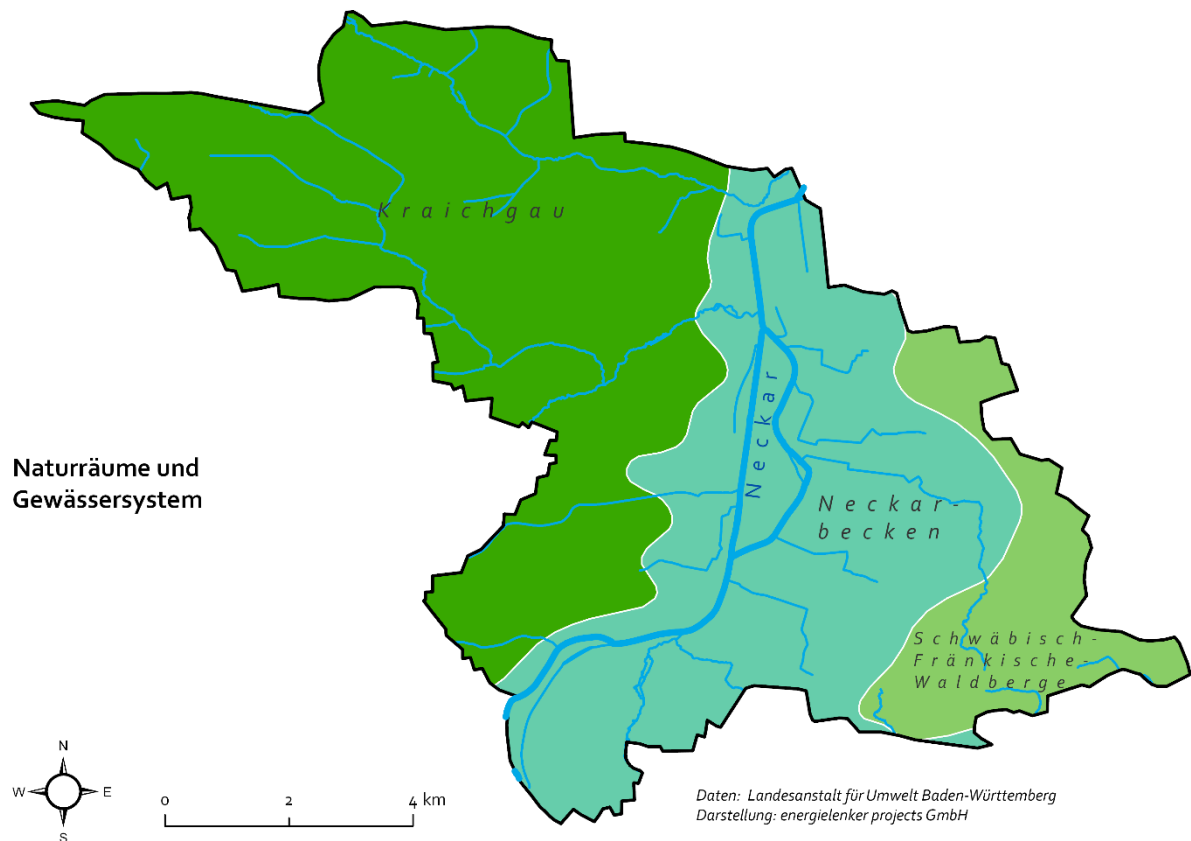 Kraichgau
Neckar
Neckar-
becken
Naturräume und
Gewässersystem
Schwäbisch-
Fränkische-
Waldberge
N
W
E
S
0
2
4 km
Daten: Landesanstalt für Umwelt Baden-Württemberg
Darstellung: energielenker projects GmbH